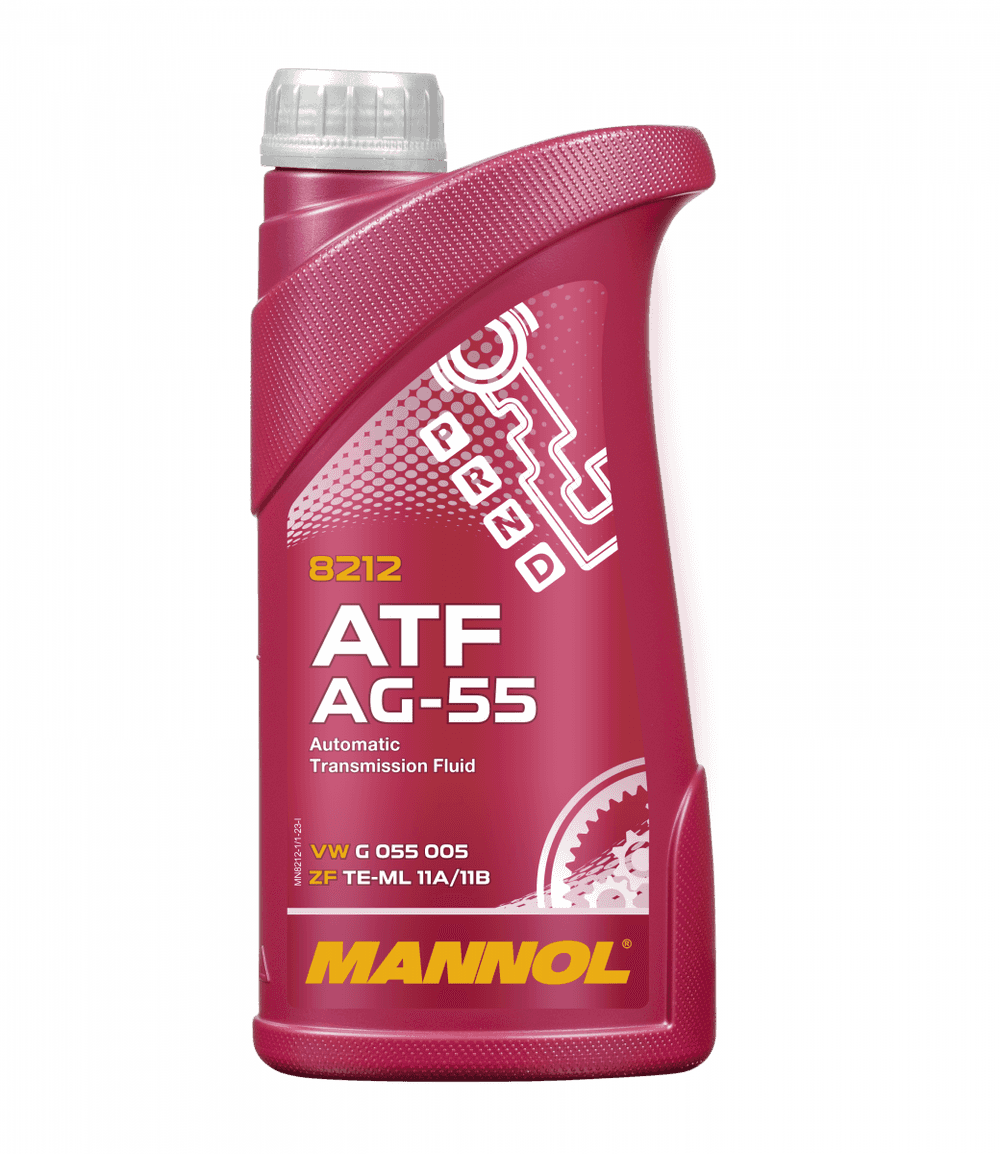 P
R
N
D
8212
ATF
AG-55
Automatic
Transmission Fluid
VW G 055 005
ZF TE-ML 11A/11B
MN8212-1/1-23-I
MANNOL®